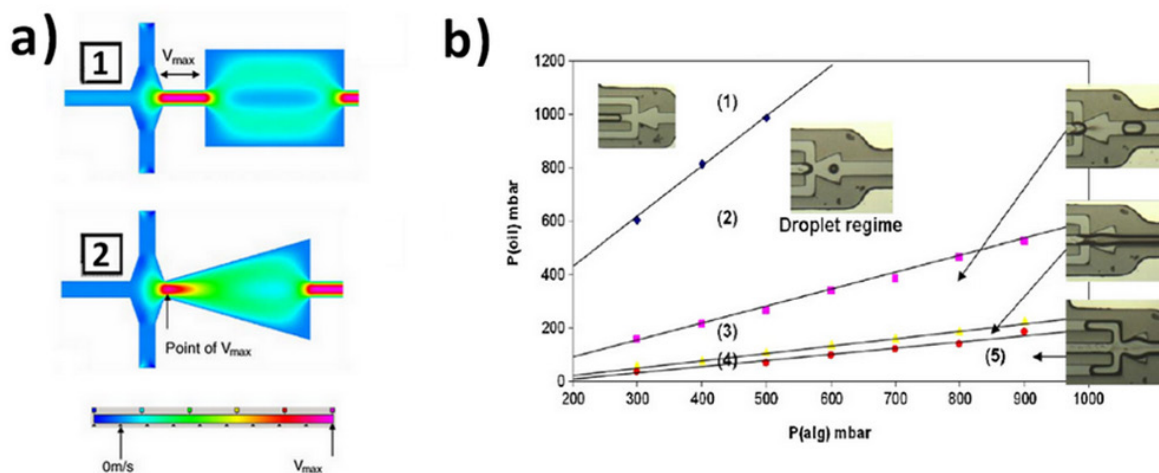 a)
1
Vmax
2
Point of Vmax
0m/s
Vmax
b)
1200
1000
800
600
400
200
0
P(oil) mbar
(1)
(2)
Droplet regime
(3)
(4)
(5)
200
300
400
500
600
700
800
900
1000
P(alg) mbar